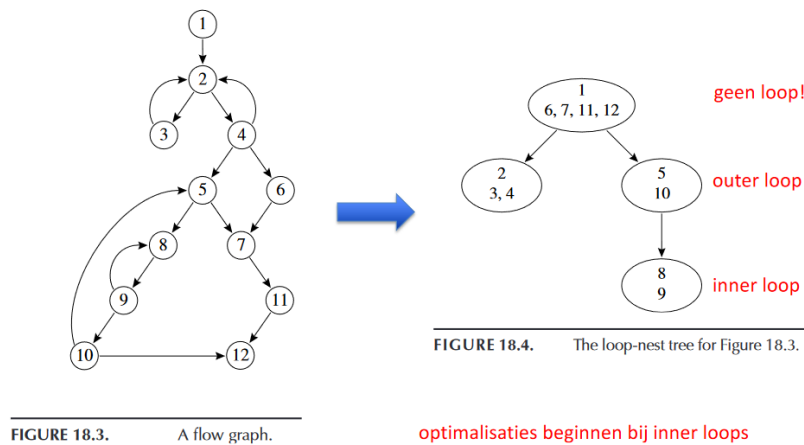 1
2
3
4
5
6
8
7
9
11
10
12
FIGURE 18.3. A flow graph.
1
6, 7, 11, 12
geen loop!
2
3, 4
5
10
outer loop
8
9
inner loop
FIGURE 18.4. The loop-nest tree for Figure 18.3.
optimalisaties beginnen bij inner loops